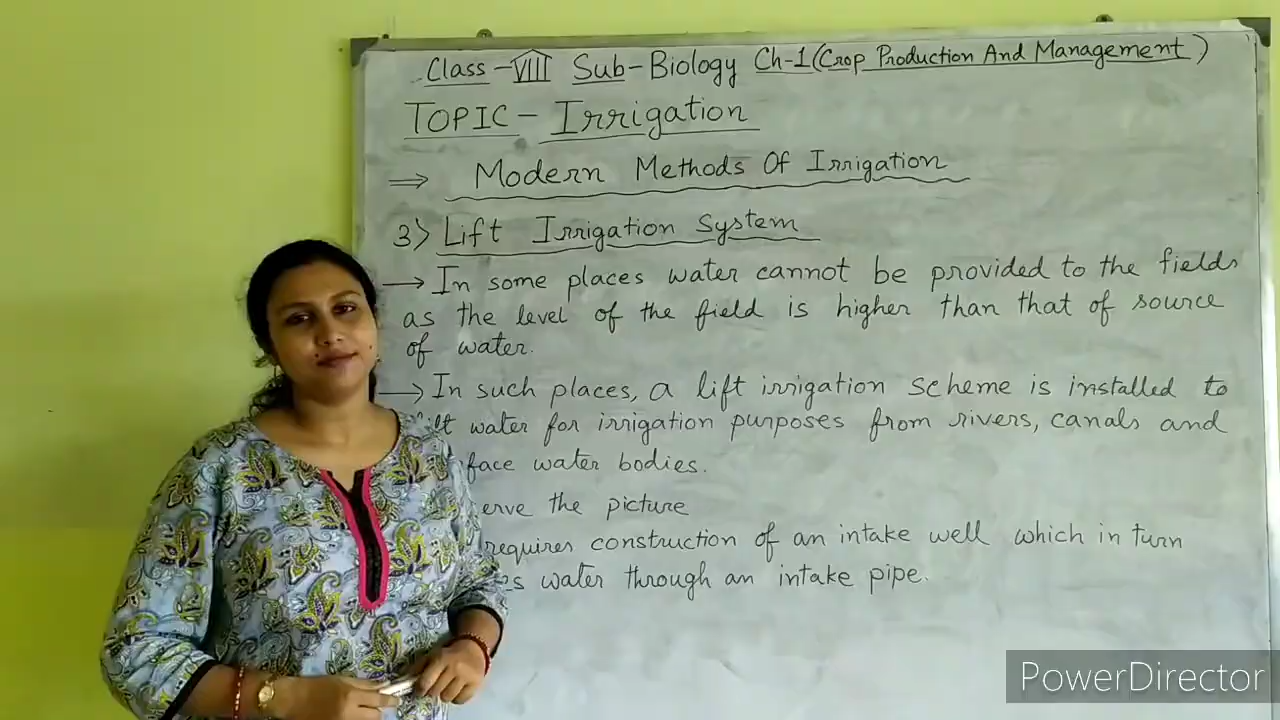 Class - VIII Sub - Biology Ch-1 (Crop Production And Management)
TOPIC - Irrigation
⇒ Modern Methods Of Irrigation
3) Lift Irrigation System
→ In some places water cannot be provided to the fields
as the level of the field is higher than that of source
of water.
→ In such places, a lift irrigation scheme is installed to
water for irrigation purposes from rivers, canals and
face water bodies.
erve the picture
requires construction of an intake well which in turn
es water through an intake pipe.
PowerDirector